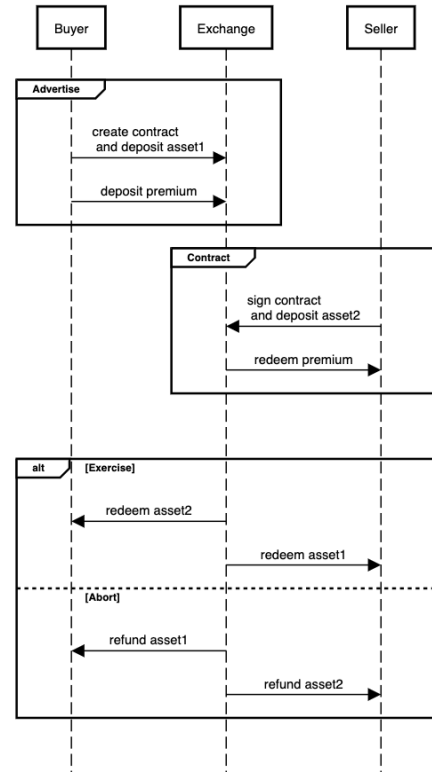 Buyer
Exchange
Seller
Advertise
create contract
and deposit asset1
deposit premium
Contract
sign contract
and deposit asset2
redeem premium
alt
[Exercise]
redeem asset2
redeem asset1
[Abort]
refund asset1
refund asset2